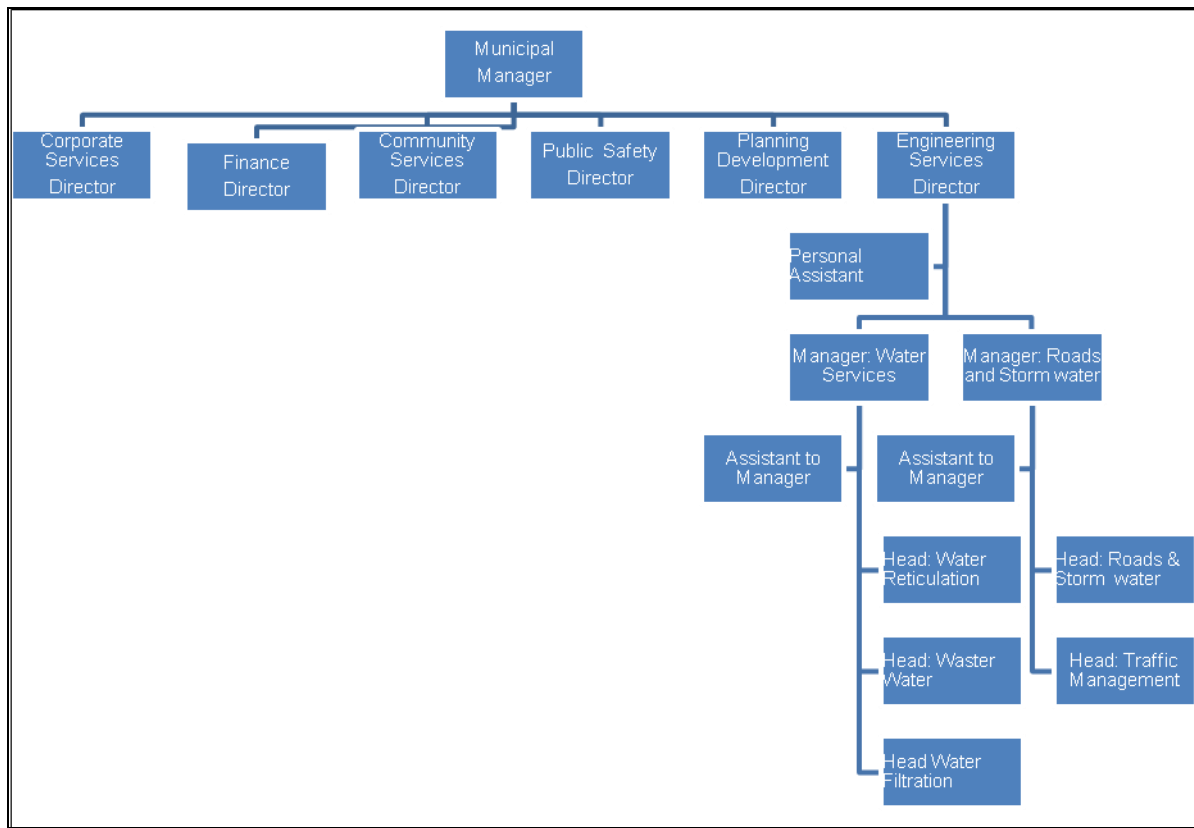 Municipal
Manager
Corporate
Services
Director
Finance
Director
Community
Services
Director
Public Safety
Director
Planning
Development
Director
Engineering
Services
Director
Personal
Assistant
Manager: Water
Services
Manager: Roads
and Storm water
Assistant to
Manager
Assistant to
Manager
Head: Water
Reticulation
Head: Roads &
Storm water
Head: Waster
Water
Head: Traffic
Management
Head Water
Filtration